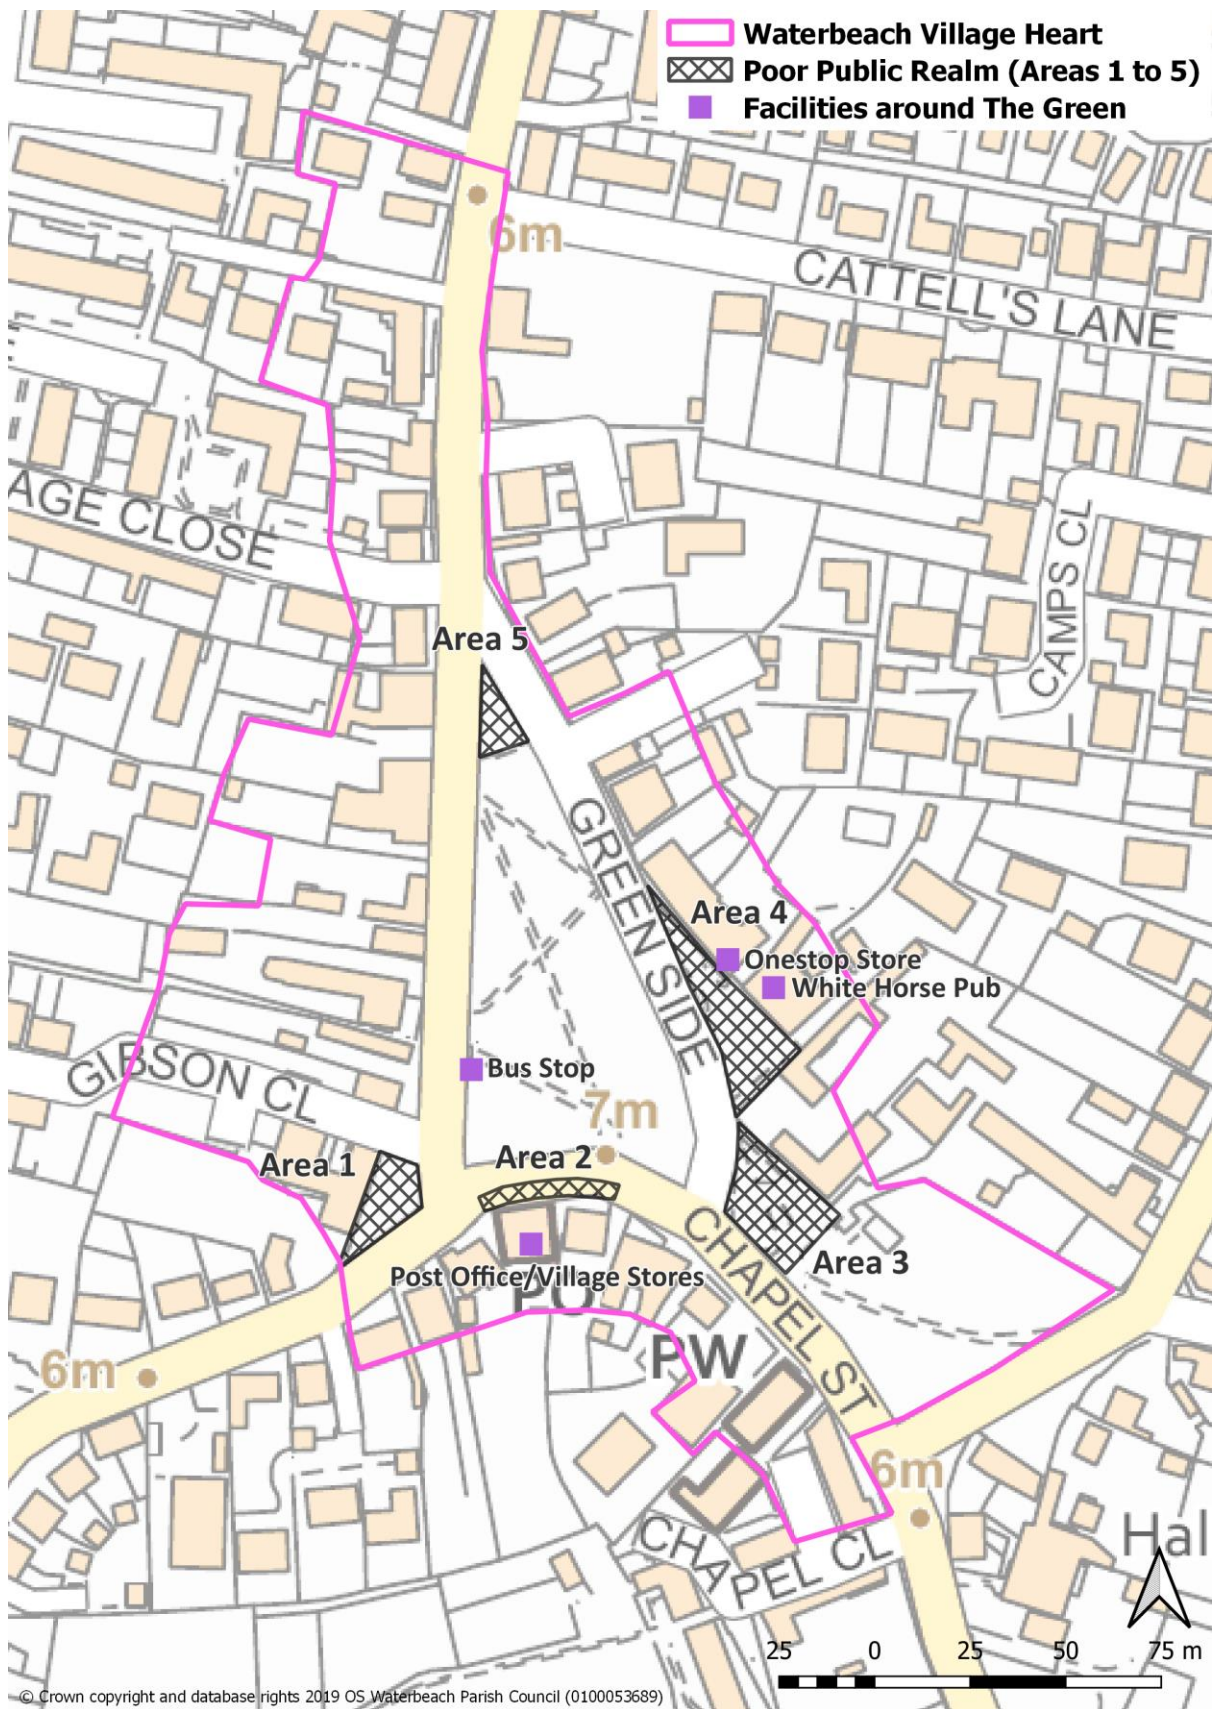 Waterbeach Village Heart
Poor Public Realm (Areas 1 to 5)
Facilities around The Green
6m
CATTELL'S LANE
AGE CLOSE
CAMPS CL
Area 5
GREEN SIDE
Area 4
Onestop Store
White Horse Pub
GIBSON CL
Bus Stop
7m
Area 1
Area 2
CHAPEL ST
Area 3
Post Office/Village Stores
PO
PW
6m
6m
Hal
CHAPEL CL
25 0 25 50 75 m
© Crown copyright and database rights 2019 OS Waterbeach Parish Council (0100053689)